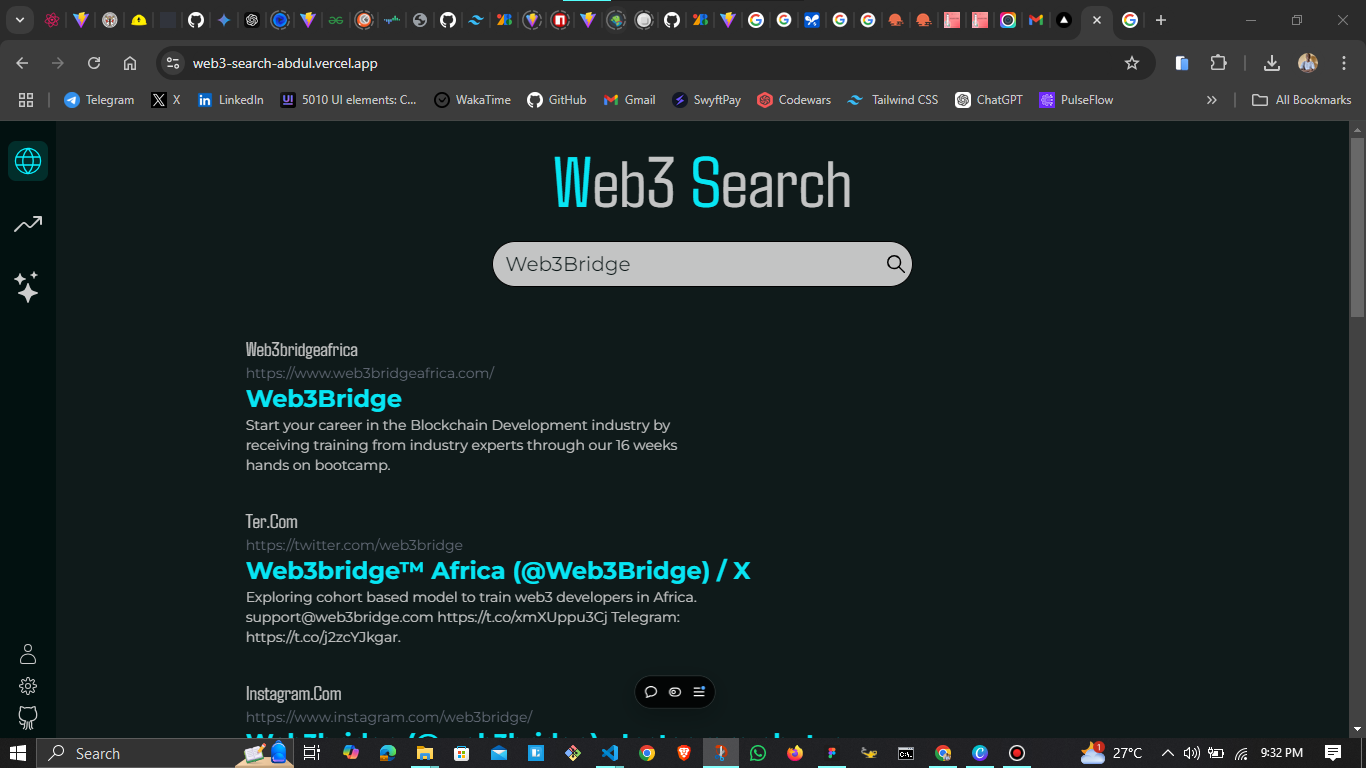 web3-search-abdul.vercel.app
Telegram X LinkedIn 5010 UI elements: C... WakaTime GitHub Gmail SwyftPay Codewars Tailwind CSS ChatGPT PulseFlow » All Bookmarks
Web3 Search
Web3Bridge
Web3bridgeafrica
https://www.web3bridgeafrica.com/
Web3Bridge
Start your career in the Blockchain Development industry by
receiving training from industry experts through our 16 weeks
hands on bootcamp.
Ter.Com
https://twitter.com/web3bridge
Web3bridge™ Africa (@Web3Bridge) / X
Exploring cohort based model to train web3 developers in Africa.
support@web3bridge.com https://t.co/xmXUppu3Cj Telegram:
https://t.co/j2zcYJkgar.
Instagram.Com
https://www.instagram.com/web3bridge/
Search 1 27°C 9:32 PM